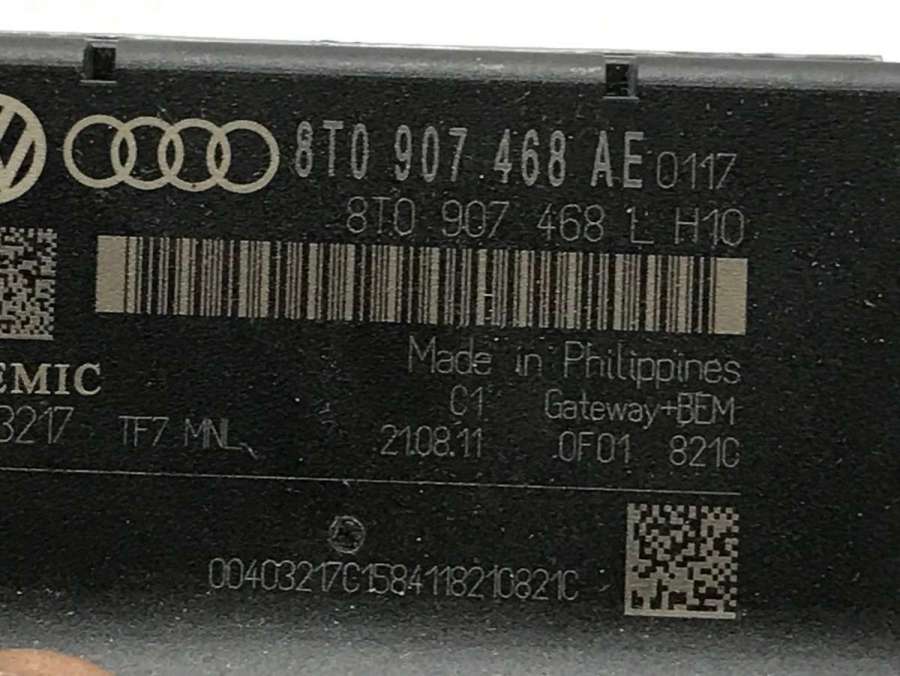 8T0 907 468 AE 0117
8T0 907 468 L H10
Made in Philippines
EMIC
C1 Gateway+BEM
3217 TF7 MNL 21.08.11 0F01 821C
00403217C1584118210821C